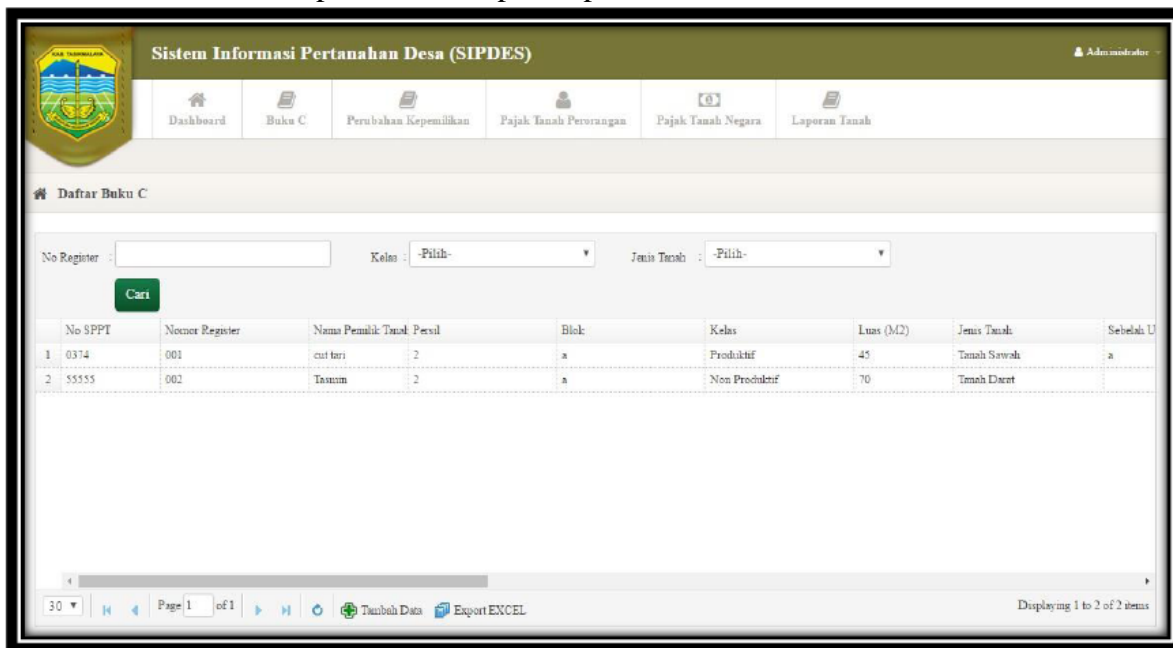 KAB. TASIKMALAYA
Sistem Informasi Pertanahan Desa (SIPDES)
Administrator
Dashboard Buku C Perubahan Kepemilikan Pajak Tanah Perorangan Pajak Tanah Negara Laporan Tanah
Daftar Buku C
No Register : Kelas : -Pilih- Jenis Tanah : -Pilih-
Cari
No SPPT Nomor Register Nama Pemilik Tanah Persil Blok Kelas Luas (M2) Jenis Tanah Sebelah U
1 0374 001 cut tari 2 a Produktif 45 Tanah Sawah a
2 55555 002 Tasmim 2 a Non Produktif 70 Tanah Darat
30 Page 1 of 1 Tambah Data Export EXCEL Displaying 1 to 2 of 2 items